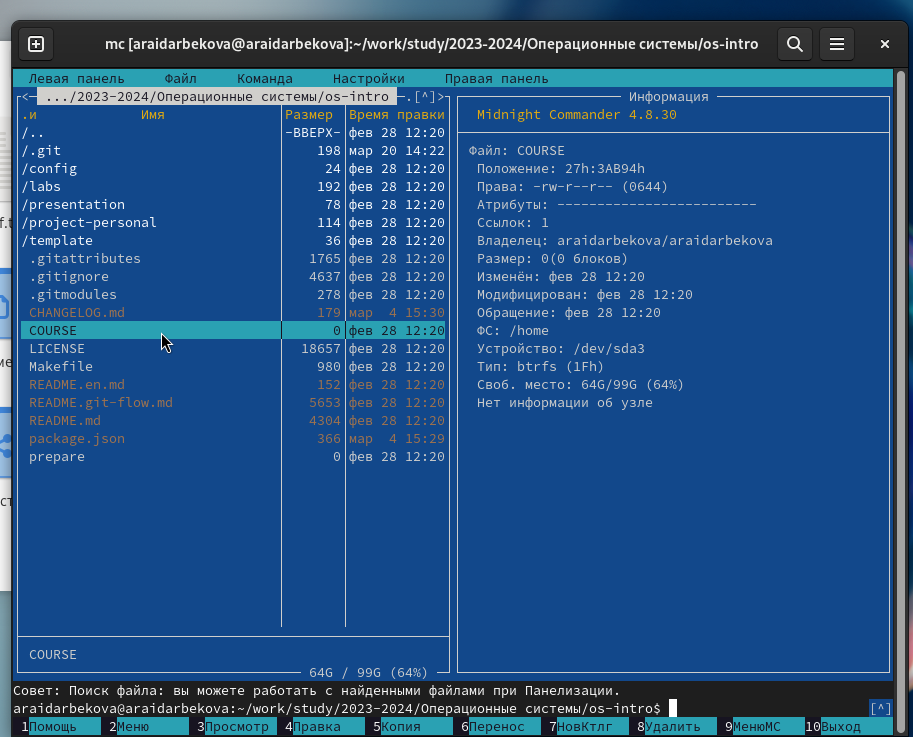 mc [araidarbekova@araidarbekova]:~/work/study/2023-2024/Операционные системы/os-intro
Левая панель Файл Команда Настройки Правая панель
<─ .../2023-2024/Операционные системы/os-intro ─.[^]>
.и Имя Размер Время правки
/.. -ВВЕРХ- фев 28 12:20
/.git 198 мар 20 14:22
/config 24 фев 28 12:20
/labs 192 фев 28 12:20
/presentation 78 фев 28 12:20
/project-personal 114 фев 28 12:20
/template 36 фев 28 12:20
.gitattributes 1765 фев 28 12:20
.gitignore 4637 фев 28 12:20
.gitmodules 278 фев 28 12:20
CHANGELOG.md 179 мар 4 15:30
COURSE 0 фев 28 12:20
LICENSE 18657 фев 28 12:20
Makefile 980 фев 28 12:20
README.en.md 152 фев 28 12:20
README.git-flow.md 5653 фев 28 12:20
README.md 4304 фев 28 12:20
package.json 366 мар 4 15:29
prepare 0 фев 28 12:20
COURSE
64G / 99G (64%)
Информация
Midnight Commander 4.8.30
Файл: COURSE
Положение: 27h:3AB94h
Права: -rw-r--r-- (0644)
Атрибуты: ----------------------
Ссылок: 1
Владелец: araidarbekova/araidarbekova
Размер: 0(0 блоков)
Изменён: фев 28 12:20
Модифицирован: фев 28 12:20
Обращение: фев 28 12:20
ФС: /home
Устройство: /dev/sda3
Тип: btrfs (1Fh)
Своб. место: 64G/99G (64%)
Нет информации об узле
Совет: Поиск файла: вы можете работать с найденными файлами при Панелизации.
araidarbekova@araidarbekova:~/work/study/2023-2024/Операционные системы/os-intro$ [^]
1Помощь 2Меню 3Просмотр 4Правка 5Копия 6Перенос 7НовКтлг 8Удалить 9МенюMC 10Выход